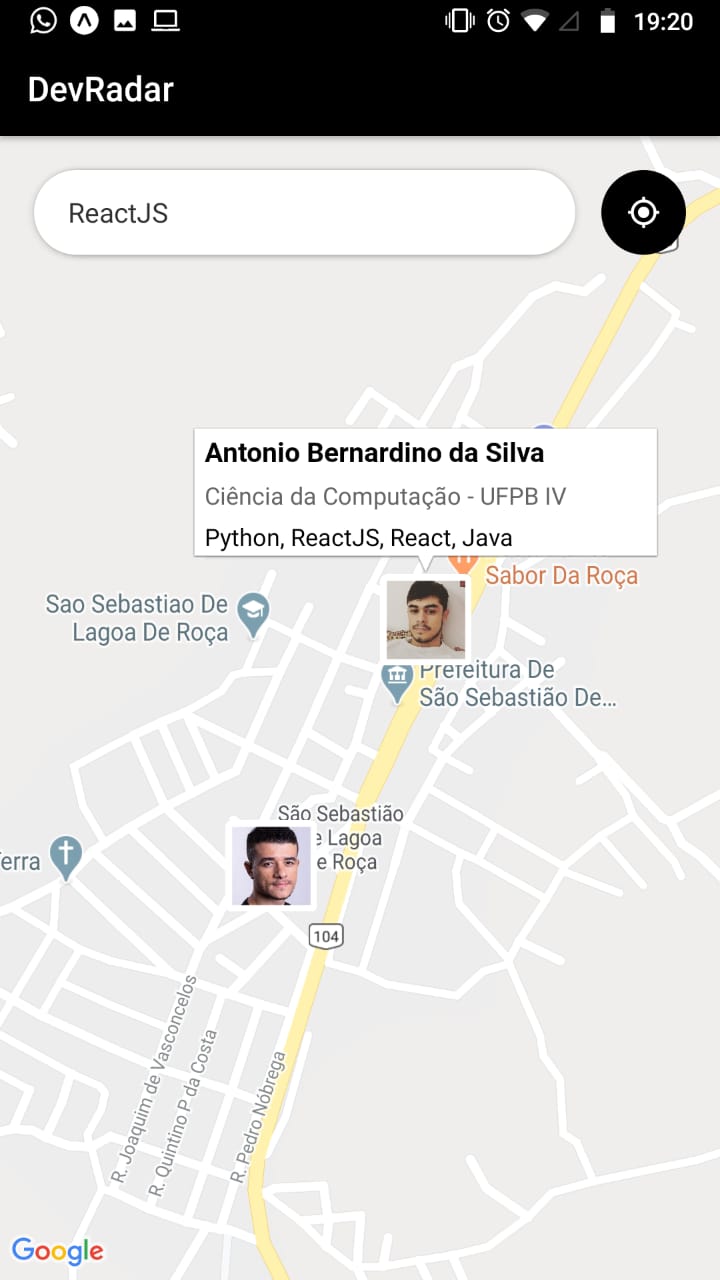 19:20
DevRadar
ReactJS
Antonio Bernardino da Silva
Ciência da Computação - UFPB IV
Python, ReactJS, React, Java
Sabor Da Roça
Sao Sebastiao De
Lagoa De Roça
Prefeitura De
São Sebastião De...
São Sebastião
e Lagoa
e Roça
erra
104
R. Joaquim de Vasconcelos
R. Quintino P da Costa
R. Pedro Nóbrega
Google